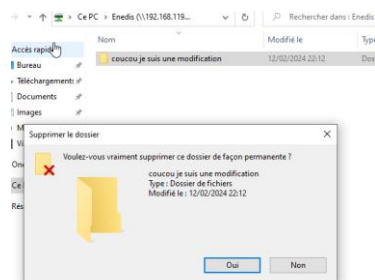 Ce PC > Enedis (\\192.168.119...
Rechercher dans : Enedis
Nom
Modifié le
Accès rapide
Bureau
coucou je suis une modification
12/02/2024 22:12
Téléchargements
Documents
Images
Supprimer le dossier
Voulez-vous vraiment supprimer ce dossier de façon permanente ?
coucou je suis une modification
Type : Dossier de fichiers
Modifié le : 12/02/2024 22:12
Oui
Non